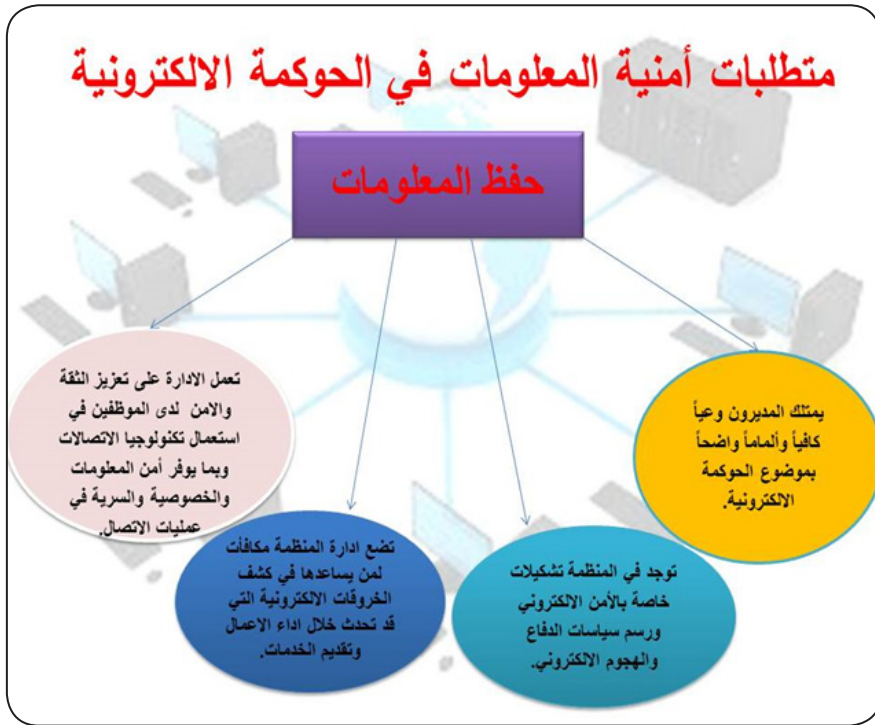 متطلبات أمنية المعلومات في الحوكمة الالكترونية
حفظ المعلومات
يمتلك المديرون وعياً
كافياً وألماماً واضحاً
بموضوع الحوكمة
الالكترونية.
توجد في المنظمة تشكيلات
خاصة بالأمن الالكتروني
ورسم سياسات الدفاع
والهجوم الالكتروني.
تضع ادارة المنظمة مكافأت
لمن يساعدها في كشف
الخروقات الالكترونية التي
قد تحدث خلال اداء الاعمال
وتقديم الخدمات.
تعمل الادارة على تعزيز الثقة
والامن لدى الموظفين في
استعمال تكنولوجيا الاتصالات
وبما يوفر أمن المعلومات
والخصوصية والسرية في
عمليات الاتصال.